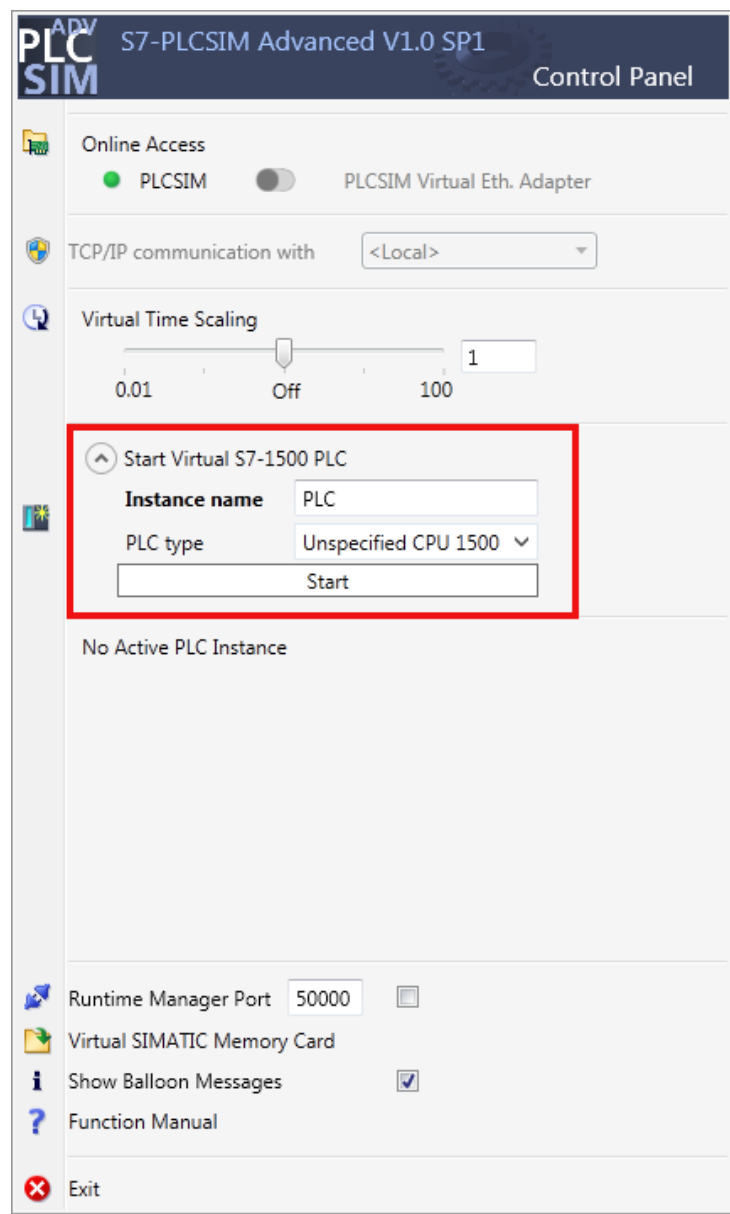 PLC ADV
SIM
S7-PLCSIM Advanced V1.0 SP1
Control Panel
Online Access
PLCSIM PLCSIM Virtual Eth. Adapter
TCP/IP communication with <Local>
Virtual Time Scaling
1
0.01 Off 100
Start Virtual S7-1500 PLC
Instance name PLC
PLC type Unspecified CPU 1500
Start
No Active PLC Instance
Runtime Manager Port 50000
Virtual SIMATIC Memory Card
Show Balloon Messages
Function Manual
Exit